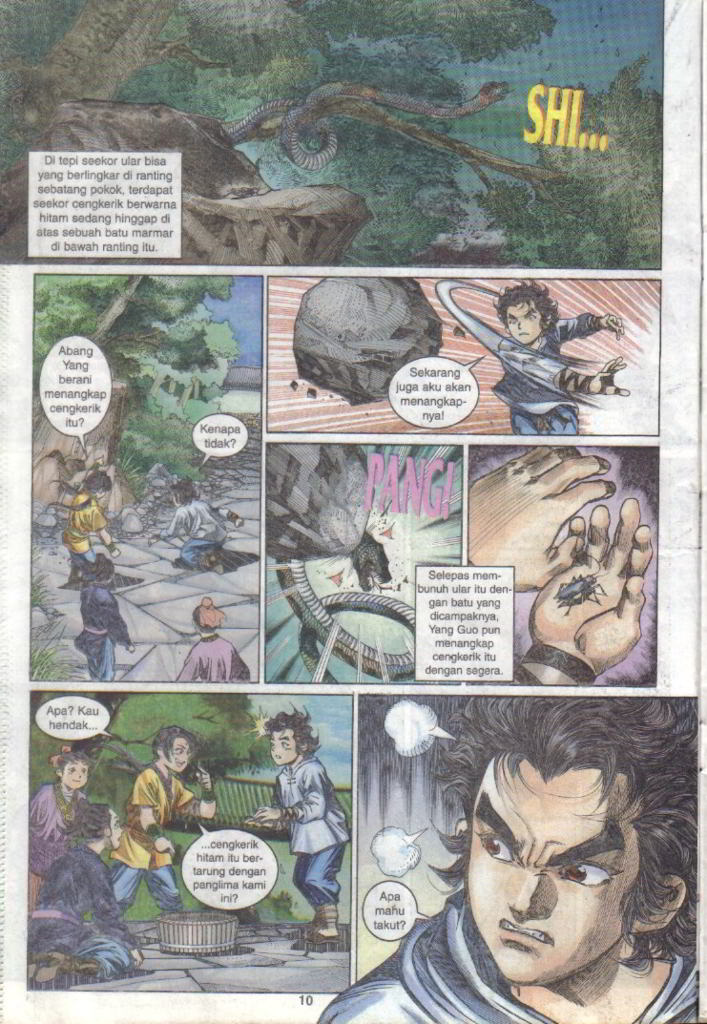 SHI...
Di tepi seekor ular bisa
yang berlingkar di ranting
sebatang pokok, terdapat
seekor cengkerik berwarna
hitam sedang hinggap di
atas sebuah batu marmar
di bawah ranting itu.
Abang
Yang
berani
menangkap
cengkerik
itu?
Kenapa
tidak?
Sekarang
juga aku akan
menangkap-
nya!
PANG!
Selepas mem-
bunuh ular itu de-
ngan batu yang
dicampaknya,
Yang Guo pun
menangkap
cengkerik itu
dengan segera.
Apa? Kau
hendak...
...cengkerik
hitam itu ber-
tarung dengan
panglima kami
ini?
Apa
mahu
takut?
10